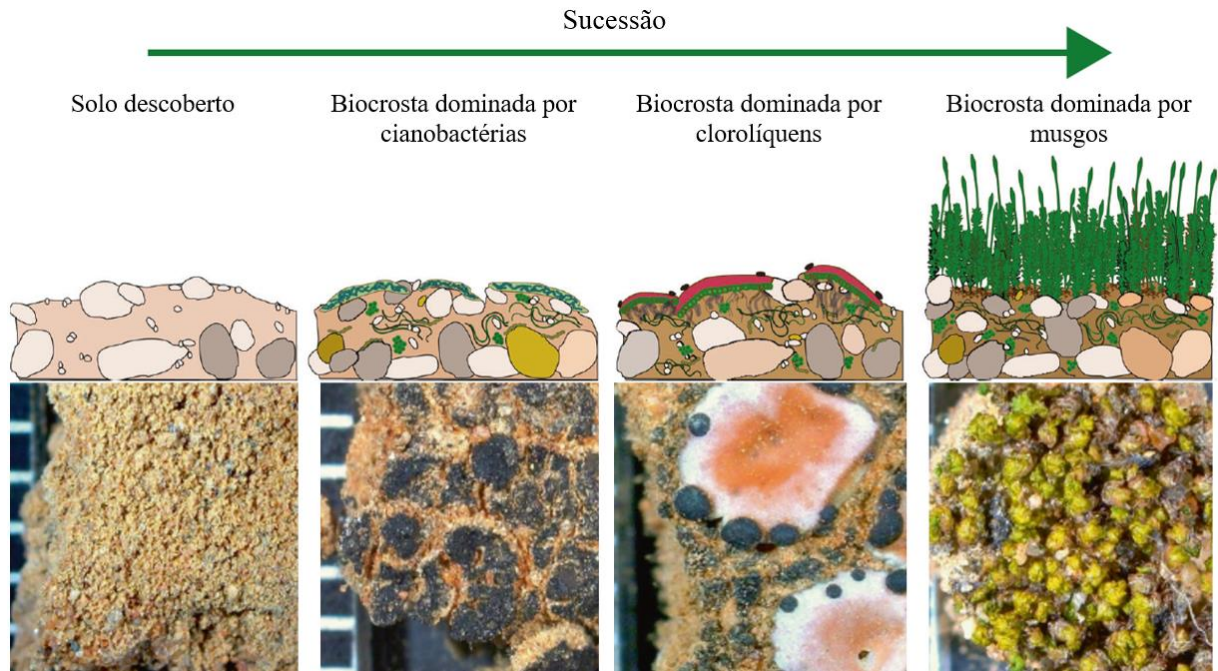 Sucessão
Solo descoberto
Biocrosta dominada por
cianobactérias
Biocrosta dominada por
clorolíquens
Biocrosta dominada por
musgos